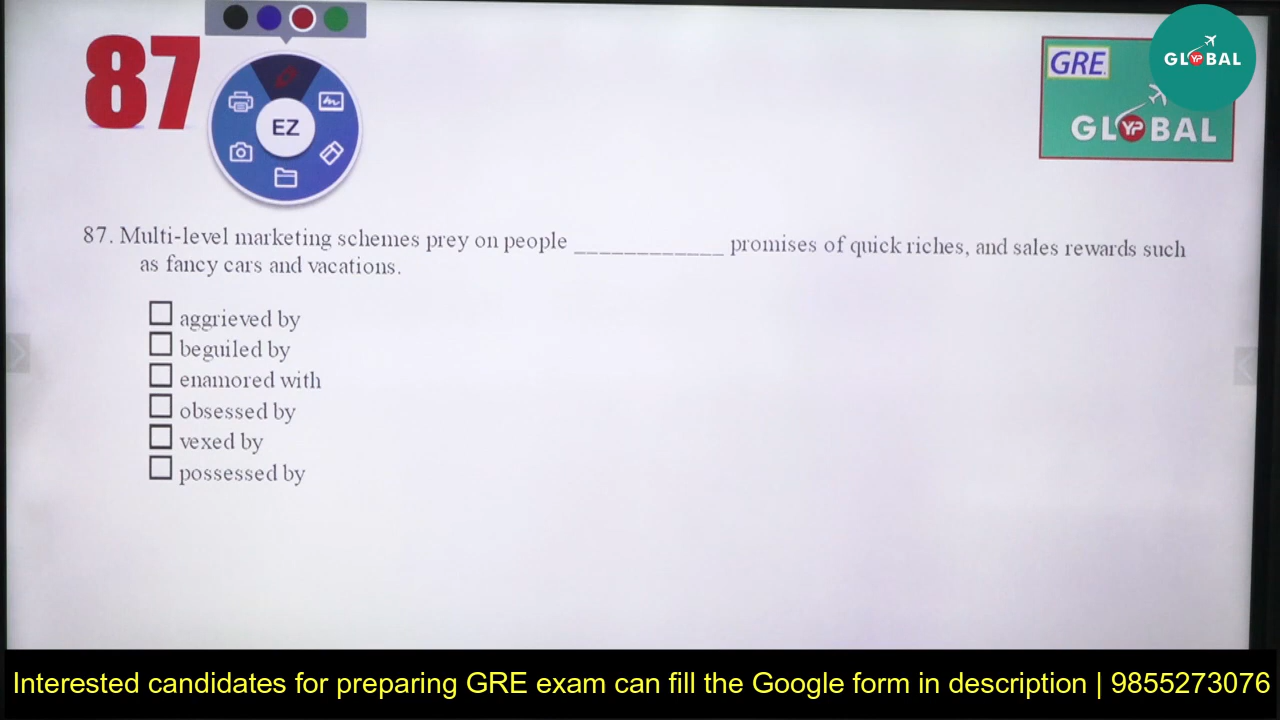 87
EZ
GRE
GLYPBAL
GLYPBAL
87. Multi-level marketing schemes prey on people ____________ promises of quick riches, and sales rewards such
as fancy cars and vacations.
aggrieved by
beguiled by
enamored with
obsessed by
vexed by
possessed by
Interested candidates for preparing GRE exam can fill the Google form in description | 9855273076